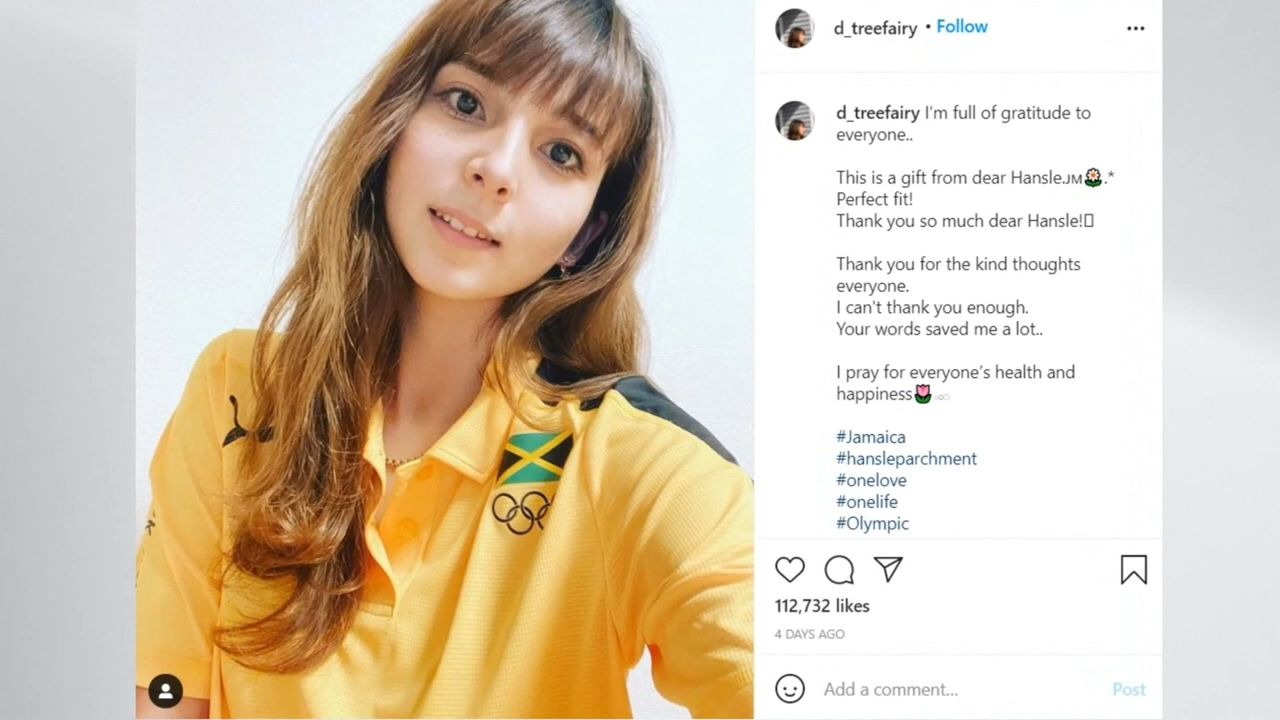 d_treefairy • Follow
d_treefairy I'm full of gratitude to
everyone..
This is a gift from dear Hansle.ᴊᴍ🌼.*
Perfect fit!
Thank you so much dear Hansle!▯
Thank you for the kind thoughts
everyone.
I can't thank you enough.
Your words saved me a lot..
I pray for everyone's health and
happiness🌷
#Jamaica
#hansleparchment
#onelove
#onelife
#Olympic
112,732 likes
4 DAYS AGO
Add a comment... Post